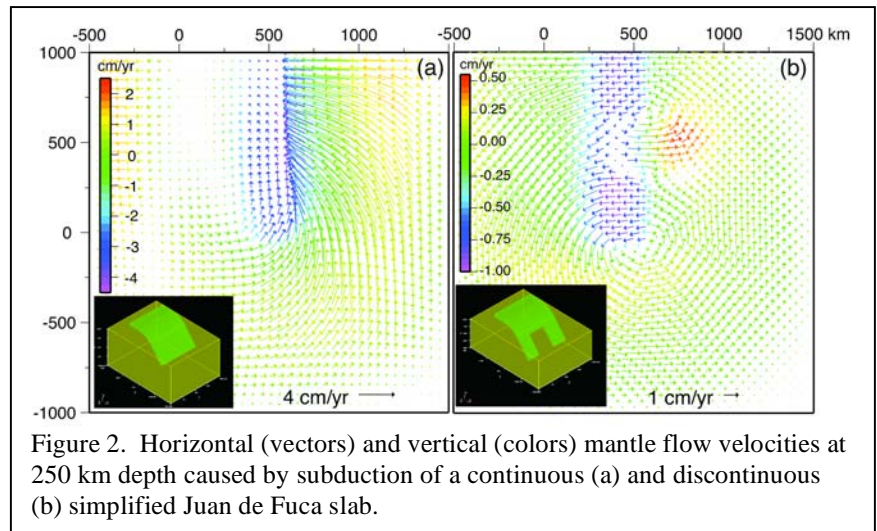 -500 0 500 -500 0 500 1000 1500 km
1000
500
0
-500
-1000
cm/yr
2
1
0
-1
-2
-3
-4
(a)
4 cm/yr
cm/yr
0.50
0.25
0.00
-0.25
-0.50
-0.75
-1.00
(b)
1 cm/yr
Figure 2. Horizontal (vectors) and vertical (colors) mantle flow velocities at
250 km depth caused by subduction of a continuous (a) and discontinuous
(b) simplified Juan de Fuca slab.